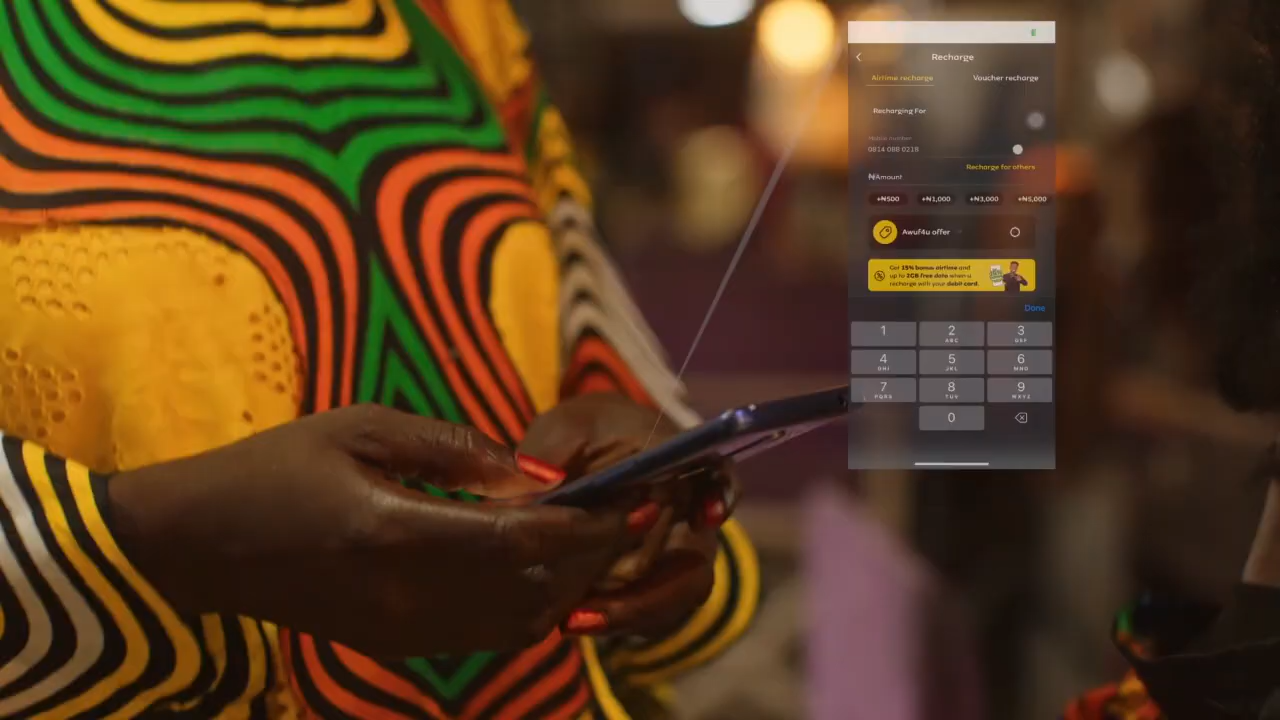 Recharge
Airtime recharge Voucher recharge
Recharging For
Mobile number
0814 088 0218
Recharge for others
₦Amount
+₦500 +₦1,000 +₦3,000 +₦5,000
Awuf4u offer
Get 15% bonus airtime and
up to 2GB free data when u
recharge with your debit card.
Done
1 2 3
ABC DEF
4 5 6
GHI JKL MNO
7 8 9
PQRS TUV WXYZ
0